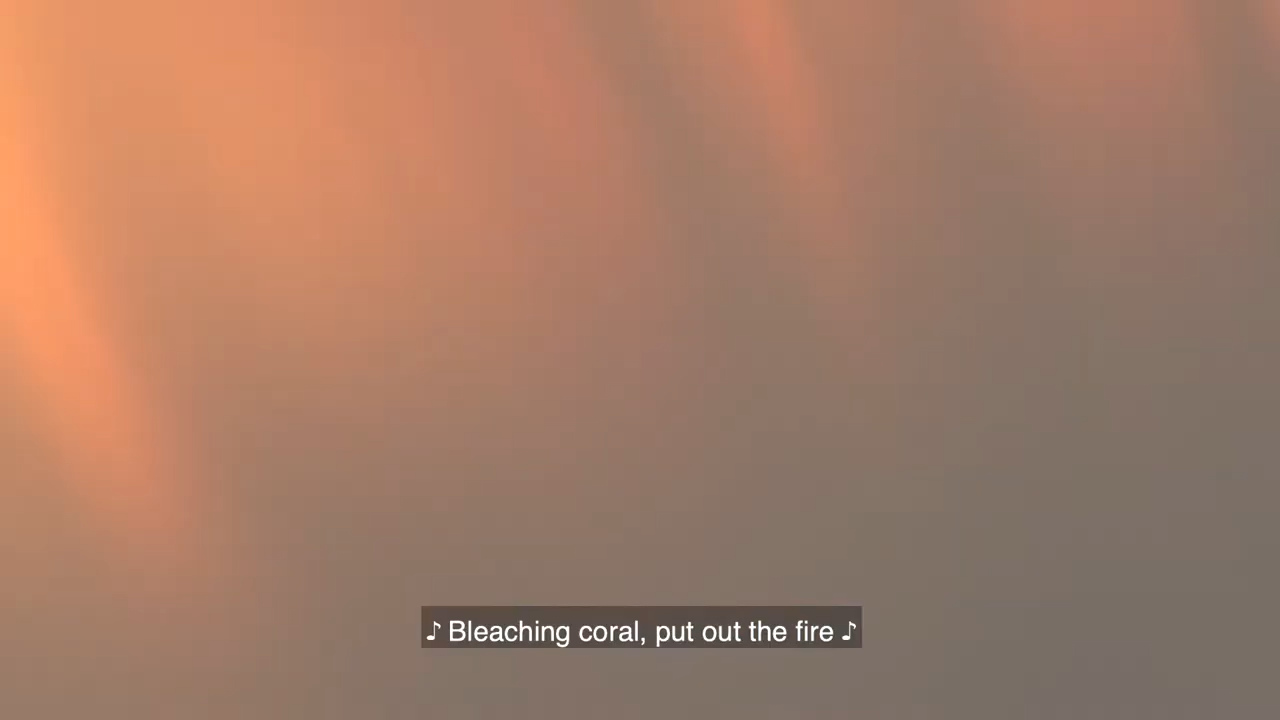 ♪ Bleaching coral, put out the fire ♪